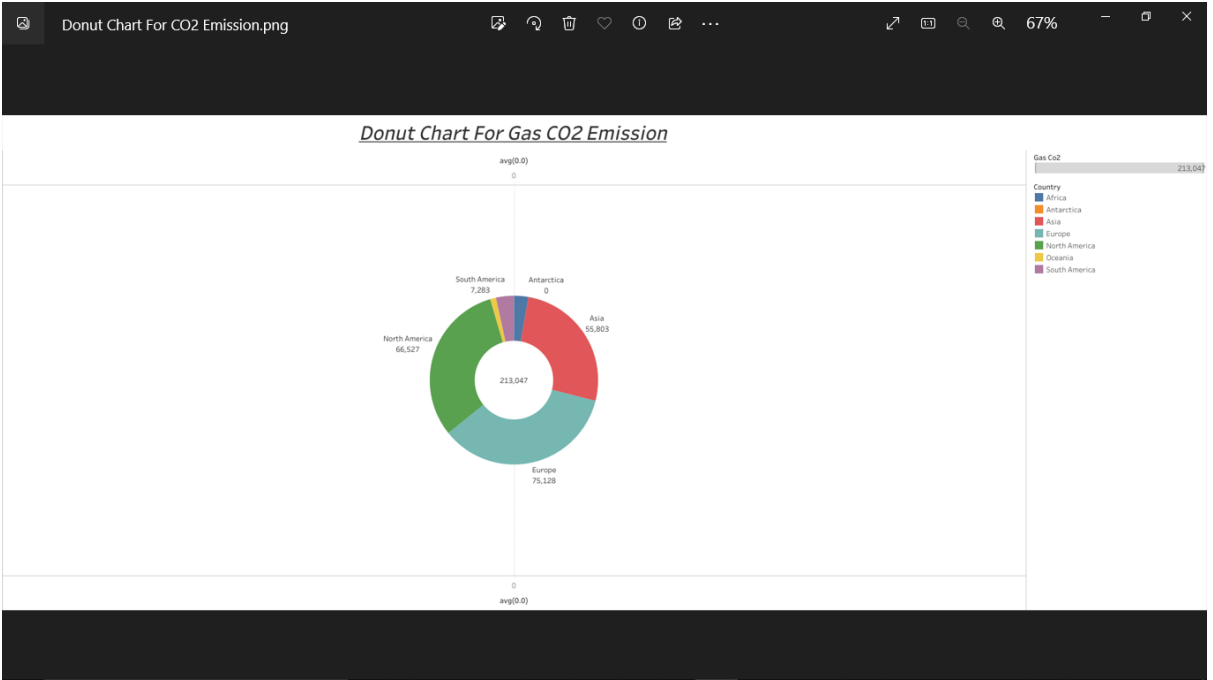 Donut Chart For CO2 Emission.png
67%
Donut Chart For Gas CO2 Emission
avg(0.0)
0
Gas Co2
213,047
Country
Africa
Antarctica
Asia
Europe
North America
Oceania
South America
South America
7,283
Antarctica
0
Asia
55,803
North America
66,527
213,047
Europe
75,128
0
avg(0.0)